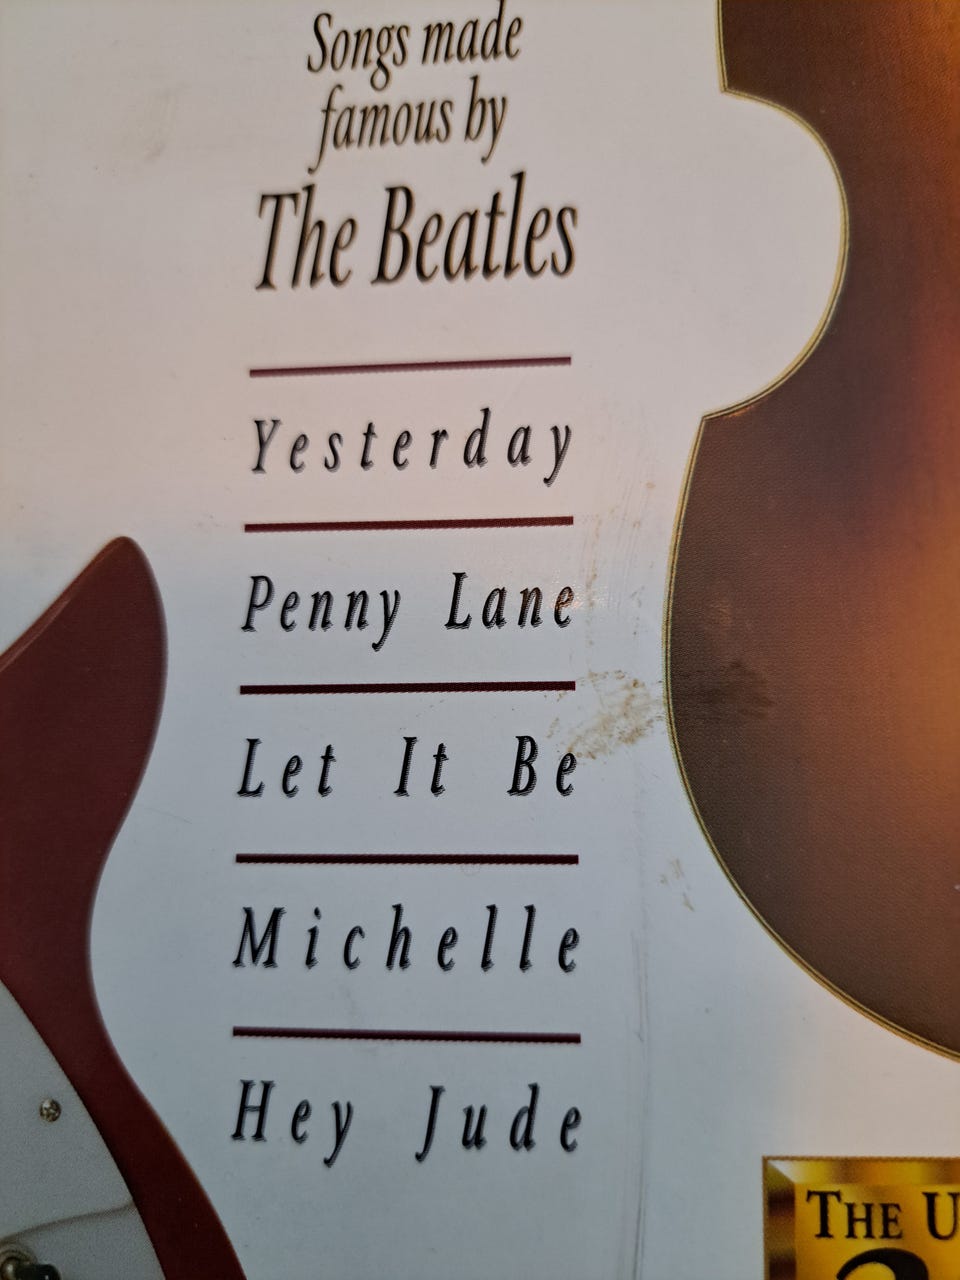 Songs made
famous by
The Beatles
Yesterday
Penny Lane
Let It Be
Michelle
Hey Jude
THE